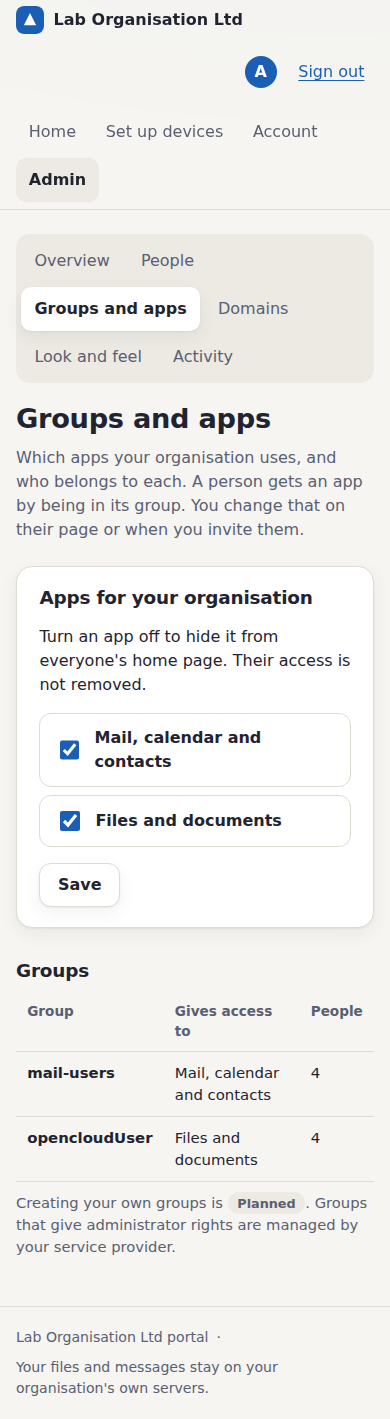 Lab Organisation Ltd
A Sign out
Home Set up devices Account
Admin
Overview People
Groups and apps Domains
Look and feel Activity
Groups and apps
Which apps your organisation uses, and
who belongs to each. A person gets an app
by being in its group. You change that on
their page or when you invite them.
Apps for your organisation
Turn an app off to hide it from
everyone's home page. Their access is
not removed.
Mail, calendar and
contacts
Files and documents
Save
Groups
Group Gives access People
to
mail-users Mail, calendar 4
and contacts
opencloudUser Files and 4
documents
Creating your own groups is Planned. Groups
that give administrator rights are managed by
your service provider.
Lab Organisation Ltd portal ·
Your files and messages stay on your
organisation's own servers.